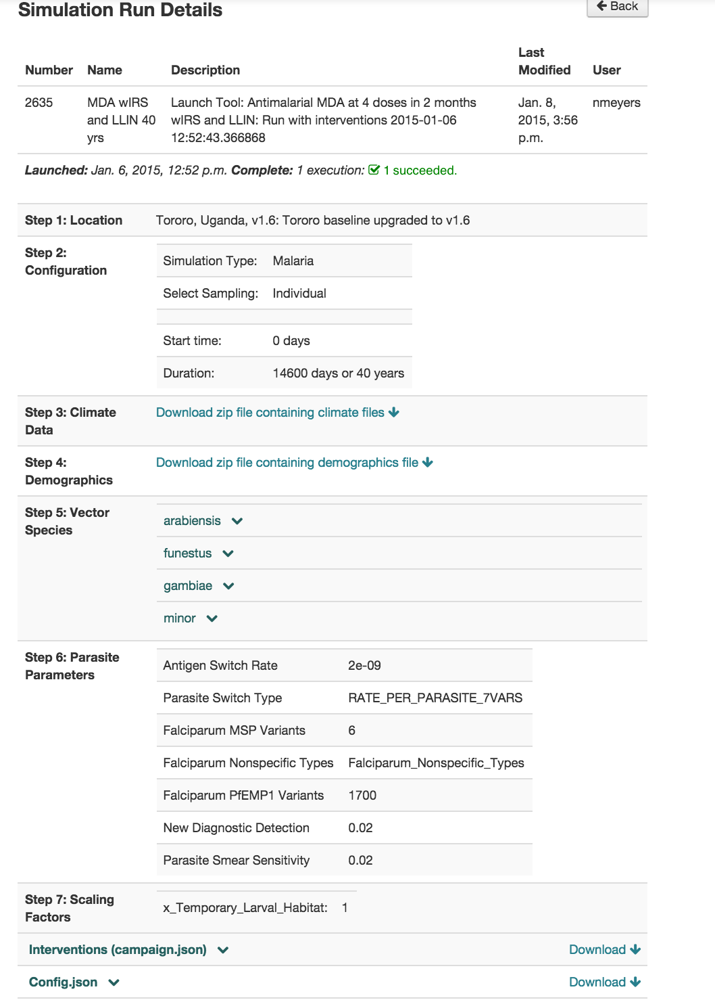 Simulation Run Details
Back
Number Name Description Last Modified User
2635 MDA wIRS and LLIN 40 yrs Launch Tool: Antimalarial MDA at 4 doses in 2 months wIRS and LLIN: Run with interventions 2015-01-06 12:52:43.366868 Jan. 8, 2015, 3:56 p.m. nmeyers
Launched: Jan. 6, 2015, 12:52 p.m. Complete: 1 execution: 1 succeeded.
Step 1: Location Tororo, Uganda, v1.6: Tororo baseline upgraded to v1.6
Step 2: Configuration
Simulation Type: Malaria
Select Sampling: Individual
Start time: 0 days
Duration: 14600 days or 40 years
Step 3: Climate Data Download zip file containing climate files
Step 4: Demographics Download zip file containing demographics file
Step 5: Vector Species
arabiensis
funestus
gambiae
minor
Step 6: Parasite Parameters
Antigen Switch Rate 2e-09
Parasite Switch Type RATE_PER_PARASITE_7VARS
Falciparum MSP Variants 6
Falciparum Nonspecific Types Falciparum_Nonspecific_Types
Falciparum PfEMP1 Variants 1700
New Diagnostic Detection 0.02
Parasite Smear Sensitivity 0.02
Step 7: Scaling Factors
x_Temporary_Larval_Habitat: 1
Interventions (campaign.json) Download
Config.json Download